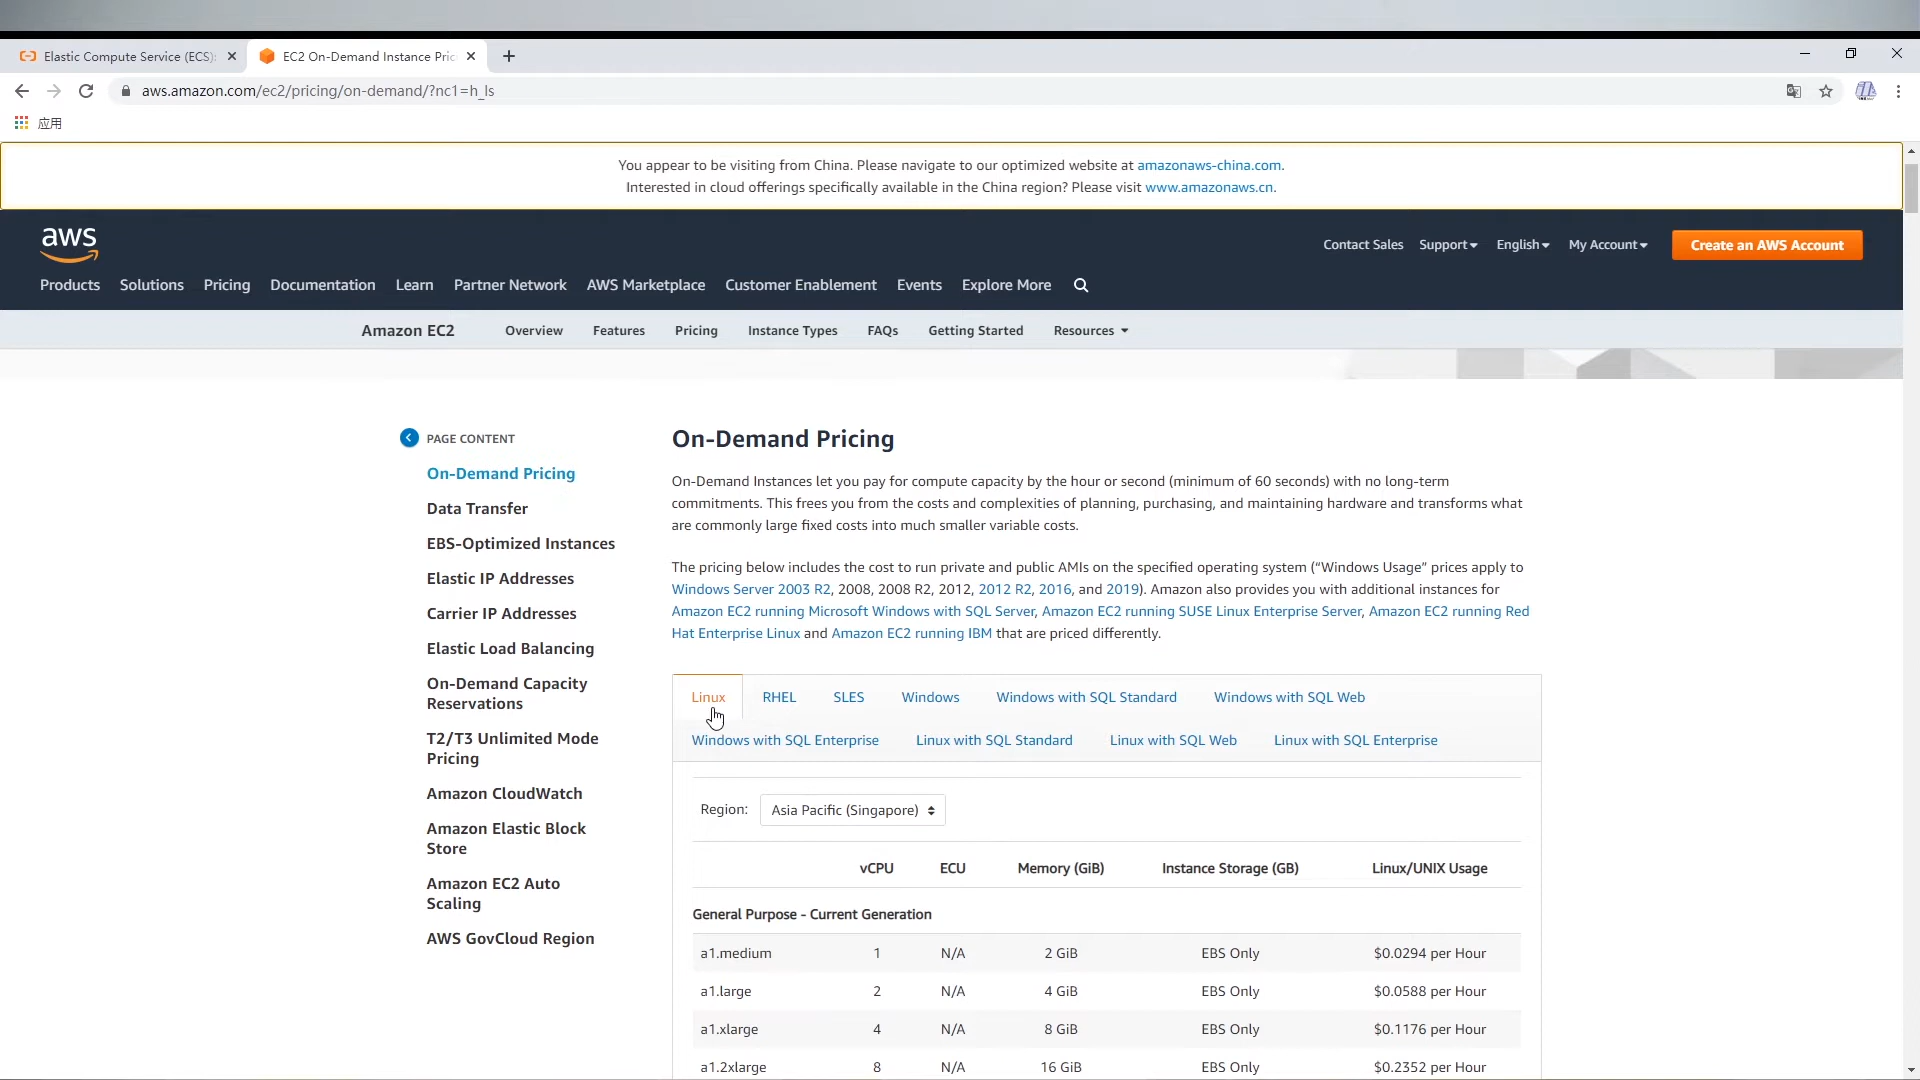 Elastic Compute Service (ECS):
EC2 On-Demand Instance Pric
aws.amazon.com/ec2/pricing/on-demand/?nc1=h_ls
应用
You appear to be visiting from China. Please navigate to our optimized website at amazonaws-china.com.
Interested in cloud offerings specifically available in the China region? Please visit www.amazonaws.cn.
aws
Contact Sales Support English My Account Create an AWS Account
Products Solutions Pricing Documentation Learn Partner Network AWS Marketplace Customer Enablement Events Explore More
Amazon EC2 Overview Features Pricing Instance Types FAQs Getting Started Resources
PAGE CONTENT
On-Demand Pricing
Data Transfer
EBS-Optimized Instances
Elastic IP Addresses
Carrier IP Addresses
Elastic Load Balancing
On-Demand Capacity
Reservations
T2/T3 Unlimited Mode
Pricing
Amazon CloudWatch
Amazon Elastic Block
Store
Amazon EC2 Auto
Scaling
AWS GovCloud Region
On-Demand Pricing
On-Demand Instances let you pay for compute capacity by the hour or second (minimum of 60 seconds) with no long-term
commitments. This frees you from the costs and complexities of planning, purchasing, and maintaining hardware and transforms what
are commonly large fixed costs into much smaller variable costs.
The pricing below includes the cost to run private and public AMIs on the specified operating system (“Windows Usage” prices apply to
Windows Server 2003 R2, 2008, 2008 R2, 2012, 2012 R2, 2016, and 2019). Amazon also provides you with additional instances for
Amazon EC2 running Microsoft Windows with SQL Server, Amazon EC2 running SUSE Linux Enterprise Server, Amazon EC2 running Red
Hat Enterprise Linux and Amazon EC2 running IBM that are priced differently.
Linux RHEL SLES Windows Windows with SQL Standard Windows with SQL Web
Windows with SQL Enterprise Linux with SQL Standard Linux with SQL Web Linux with SQL Enterprise
Region: Asia Pacific (Singapore)
vCPU ECU Memory (GiB) Instance Storage (GB) Linux/UNIX Usage
General Purpose - Current Generation
a1.medium 1 N/A 2 GiB EBS Only $0.0294 per Hour
a1.large 2 N/A 4 GiB EBS Only $0.0588 per Hour
a1.xlarge 4 N/A 8 GiB EBS Only $0.1176 per Hour
a1.2xlarge 8 N/A 16 GiB EBS Only $0.2352 per Hour